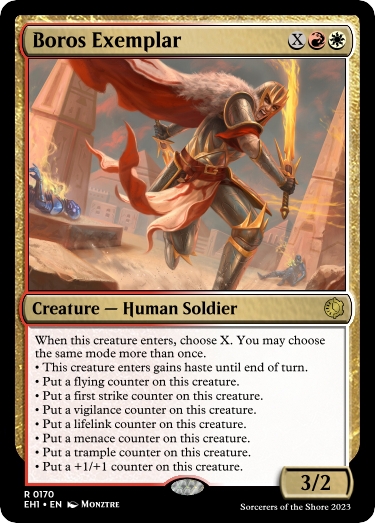 Boros Exemplar
X
Creature — Human Soldier
When this creature enters, choose X. You may choose
the same mode more than once.
• This creature enters gains haste until end of turn.
• Put a flying counter on this creature.
• Put a first strike counter on this creature.
• Put a vigilance counter on this creature.
• Put a lifelink counter on this creature.
• Put a menace counter on this creature.
• Put a trample counter on this creature.
• Put a +1/+1 counter on this creature.
3/2
R 0170
EH1 • EN Monztre
Sorcerers of the Shore 2023